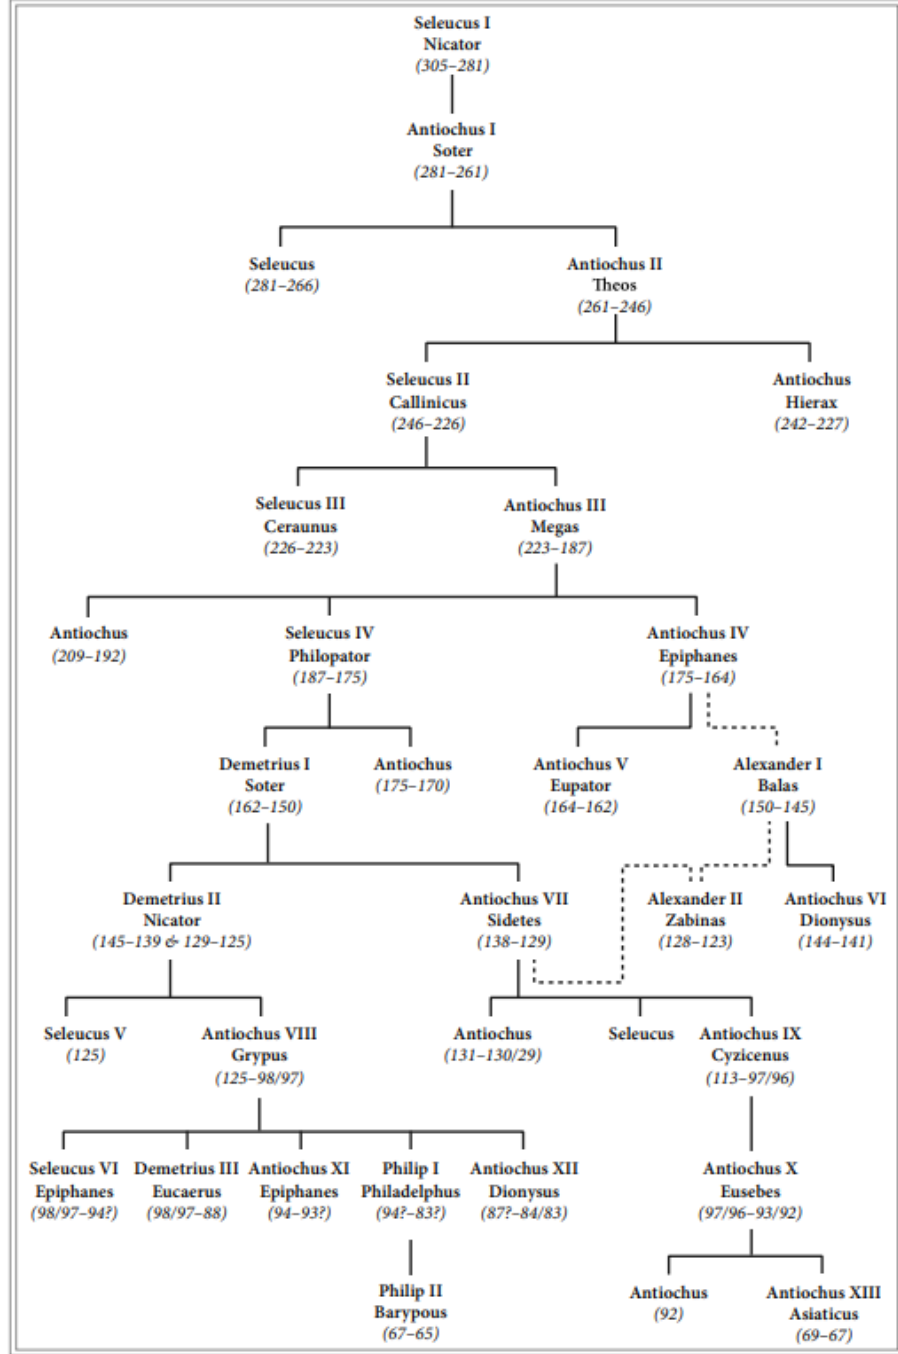 Seleucus I
Nicator
(305–281)
Antiochus I
Soter
(281–261)
Seleucus
(281–266)
Antiochus II
Theos
(261–246)
Seleucus II
Callinicus
(246–226)
Antiochus
Hierax
(242–227)
Seleucus III
Ceraunus
(226–223)
Antiochus III
Megas
(223–187)
Antiochus
(209–192)
Seleucus IV
Philopator
(187–175)
Antiochus IV
Epiphanes
(175–164)
Demetrius I
Soter
(162–150)
Antiochus
(175–170)
Antiochus V
Eupator
(164–162)
Alexander I
Balas
(150–145)
Demetrius II
Nicator
(145–139 & 129–125)
Antiochus VII
Sidetes
(138–129)
Alexander II
Zabinas
(128–123)
Antiochus VI
Dionysus
(144–141)
Seleucus V
(125)
Antiochus VIII
Grypus
(125–98/97)
Antiochus
(131–130/29)
Seleucus
Antiochus IX
Cyzicenus
(113–97/96)
Seleucus VI
Epiphanes
(98/97–94?)
Demetrius III
Eucaerus
(98/97–88)
Antiochus XI
Epiphanes
(94–93?)
Philip I
Philadelphus
(94?–83?)
Antiochus XII
Dionysus
(87?–84/83)
Antiochus X
Eusebes
(97/96–93/92)
Philip II
Barypous
(67–65)
Antiochus
(92)
Antiochus XIII
Asiaticus
(69–67)